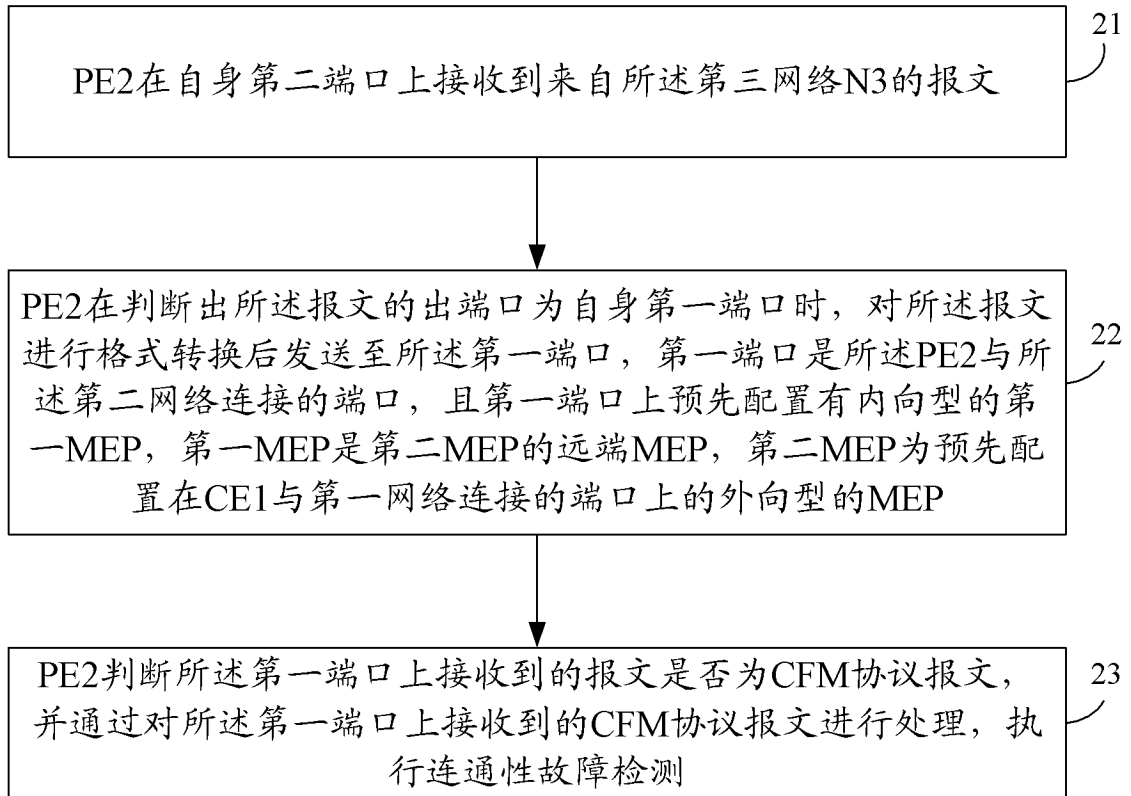 21
PE2在自身第二端口上接收到来自所述第三网络N3的报文
PE2在判断出所述报文的出端口为自身第一端口时，对所述报文
进行格式转换后发送至所述第一端口，第一端口是所述PE2与所
述第二网络连接的端口，且第一端口上预先配置有内向型的第
一MEP，第一MEP是第二MEP的远端MEP，第二MEP为预先配
置在CE1与第一网络连接的端口上的外向型的MEP
22
PE2判断所述第一端口上接收到的报文是否为CFM协议报文，
并通过对所述第一端口上接收到的CFM协议报文进行处理，执
行连通性故障检测
23